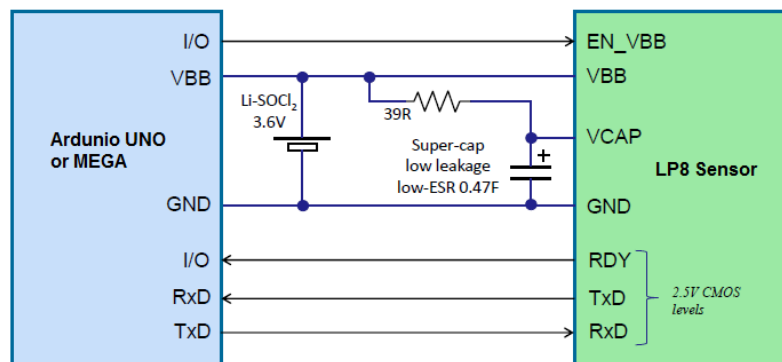 I/O
EN_VBB
VBB
VBB
Li-SOCl₂
3.6V
39R
Ardunio UNO
or MEGA
Super-cap
low leakage
low-ESR 0.47F
+
VCAP
LP8 Sensor
GND
GND
I/O
RDY
RxD
TxD
2.5V CMOS
levels
TxD
RxD